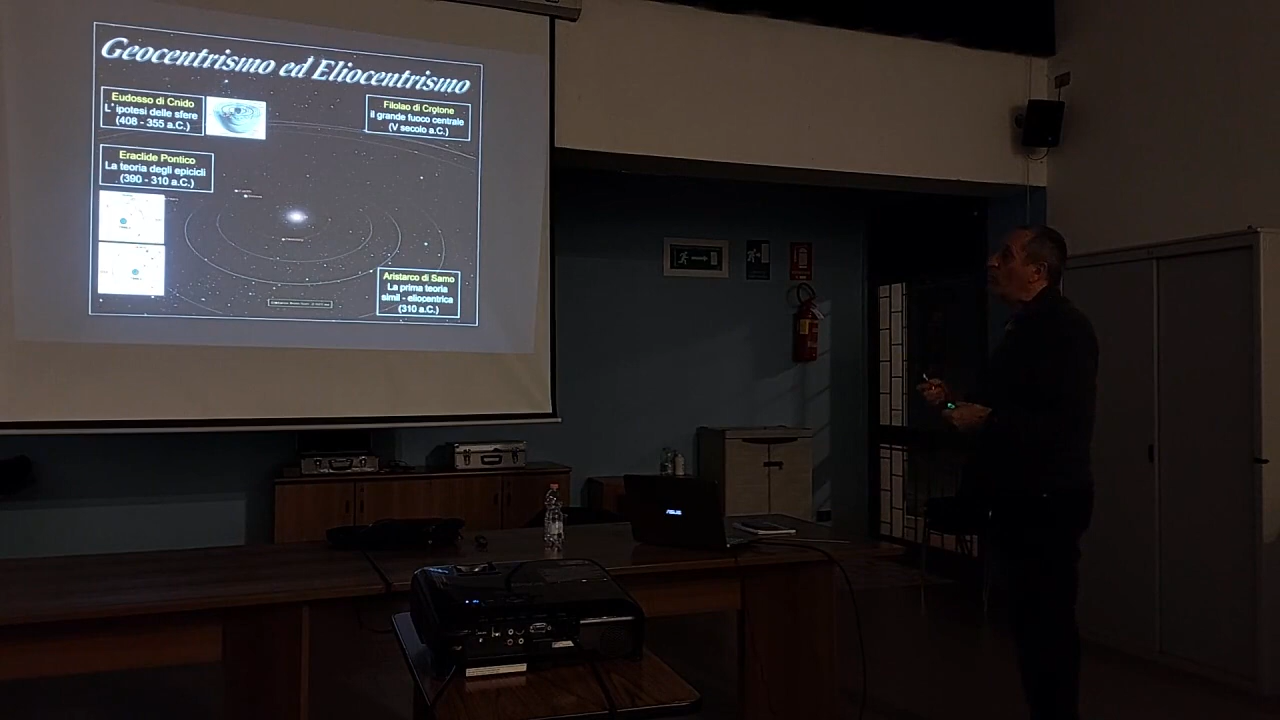 Geocentrismo ed Eliocentrismo
Eudosso di Cnido
L' ipotesi delle sfere
(408 - 355 a.C.)
Filolao di Crotone
Il grande fuoco centrale
(V secolo a.C.)
Eraclide Pontico
La teoria degli epicicli
(390 - 310 a.C.)
Aristarco di Samo
La prima teoria
simil - eliocentrica
(310 a.C.)
ASUS